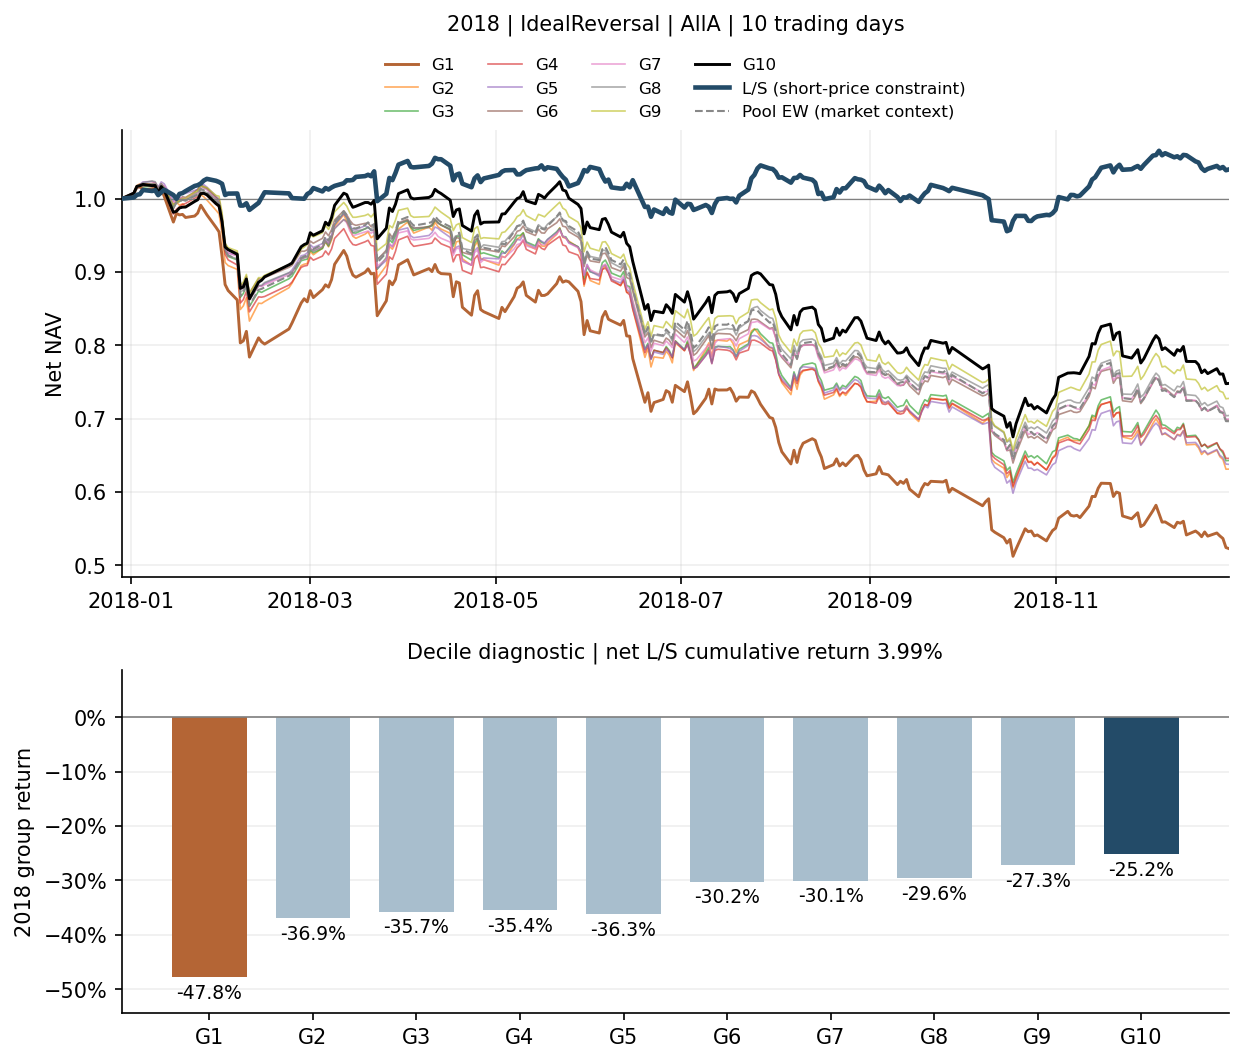 2018 | IdealReversal | AllA | 10 trading days
G1 G4 G7 G10
G2 G5 G8 L/S (short-price constraint)
G3 G6 G9 Pool EW (market context)
Net NAV
1.0
0.9
0.8
0.7
0.6
0.5
2018-01 2018-03 2018-05 2018-07 2018-09 2018-11
Decile diagnostic | net L/S cumulative return 3.99%
2018 group return
0%
−10%
−20%
−30%
−40%
−50%
-47.8% -36.9% -35.7% -35.4% -36.3% -30.2% -30.1% -29.6% -27.3% -25.2%
G1 G2 G3 G4 G5 G6 G7 G8 G9 G10